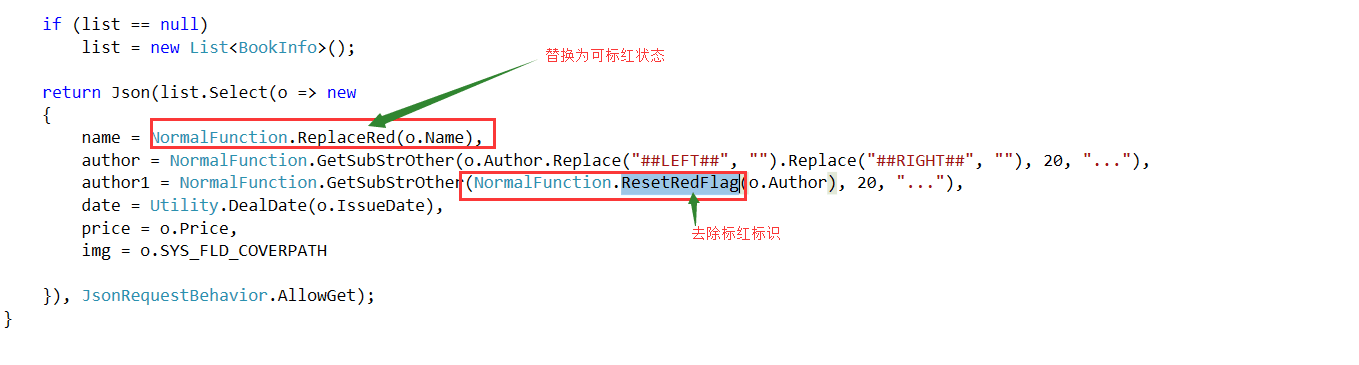 if (list == null)
list = new List<BookInfo>();
替换为可标红状态
return Json(list.Select(o => new
{
name = NormalFunction.ReplaceRed(o.Name),
author = NormalFunction.GetSubStrOther(o.Author.Replace("##LEFT##", "").Replace("##RIGHT##", ""), 20, "..."),
author1 = NormalFunction.GetSubStrOther(NormalFunction.ResetRedFlag(o.Author), 20, "..."),
date = Utility.DealDate(o.IssueDate),
price = o.Price,
去除标红标识
img = o.SYS_FLD_COVERPATH
}), JsonRequestBehavior.AllowGet);
}